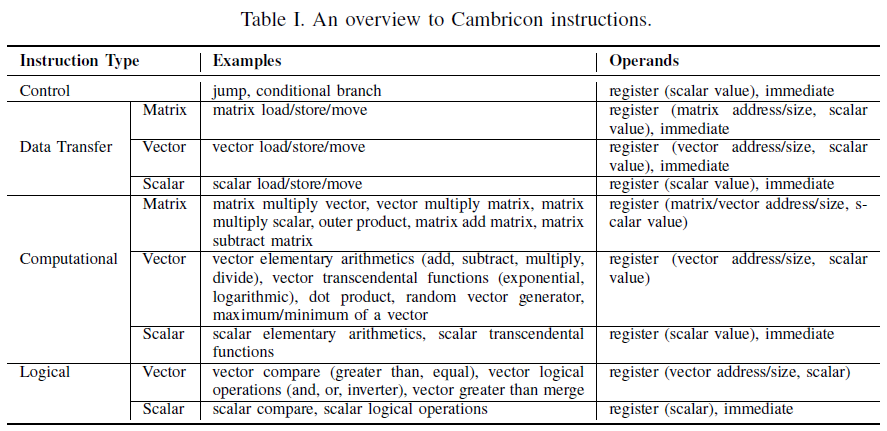 Table I. An overview to Cambricon instructions.
Instruction Type Examples Operands
Control jump, conditional branch register (scalar value), immediate
Data Transfer
Matrix matrix load/store/move register (matrix address/size, scalar
value), immediate
Vector vector load/store/move register (vector address/size, scalar
value), immediate
Scalar scalar load/store/move register (scalar value), immediate
Computational
Matrix matrix multiply vector, vector multiply matrix, matrix register (matrix/vector address/size, s-
multiply scalar, outer product, matrix add matrix, matrix calar value)
subtract matrix
Vector vector elementary arithmetics (add, subtract, multiply, register (vector address/size, scalar
divide), vector transcendental functions (exponential, value)
logarithmic), dot product, random vector generator,
maximum/minimum of a vector
Scalar scalar elementary arithmetics, scalar transcendental register (scalar value), immediate
functions
Logical
Vector vector compare (greater than, equal), vector logical register (vector address/size, scalar)
operations (and, or, inverter), vector greater than merge
Scalar scalar compare, scalar logical operations register (scalar), immediate